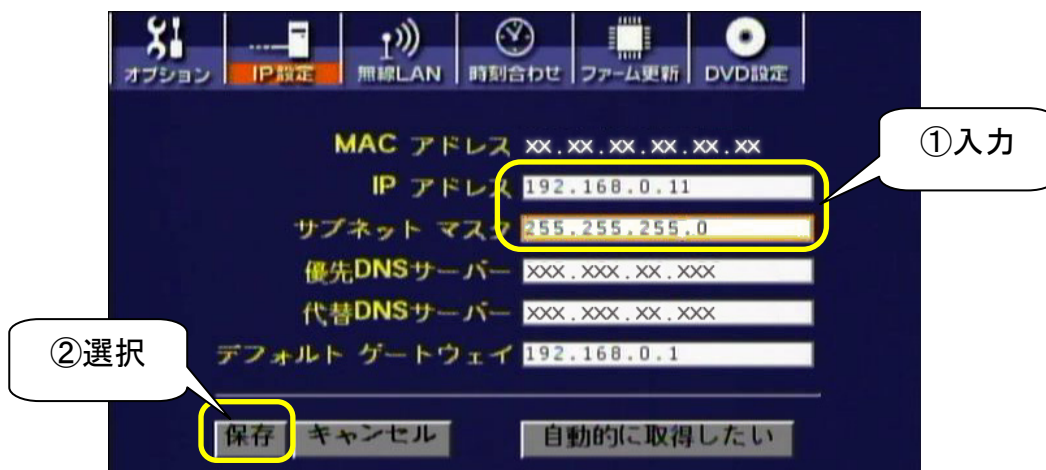 オプション IP設定 無線LAN 時刻合わせ ファーム更新 DVD設定
MAC アドレス xx.xx.xx.xx.xx.xx
①入力
IP アドレス 192.168.0.11
サブネット マスク 255.255.255.0
優先DNSサーバー xxx.xxx.xx.xxx
代替DNSサーバー xxx.xxx.xx.xxx
②選択
デフォルト ゲートウェイ 192.168.0.1
保存 キャンセル 自動的に取得したい